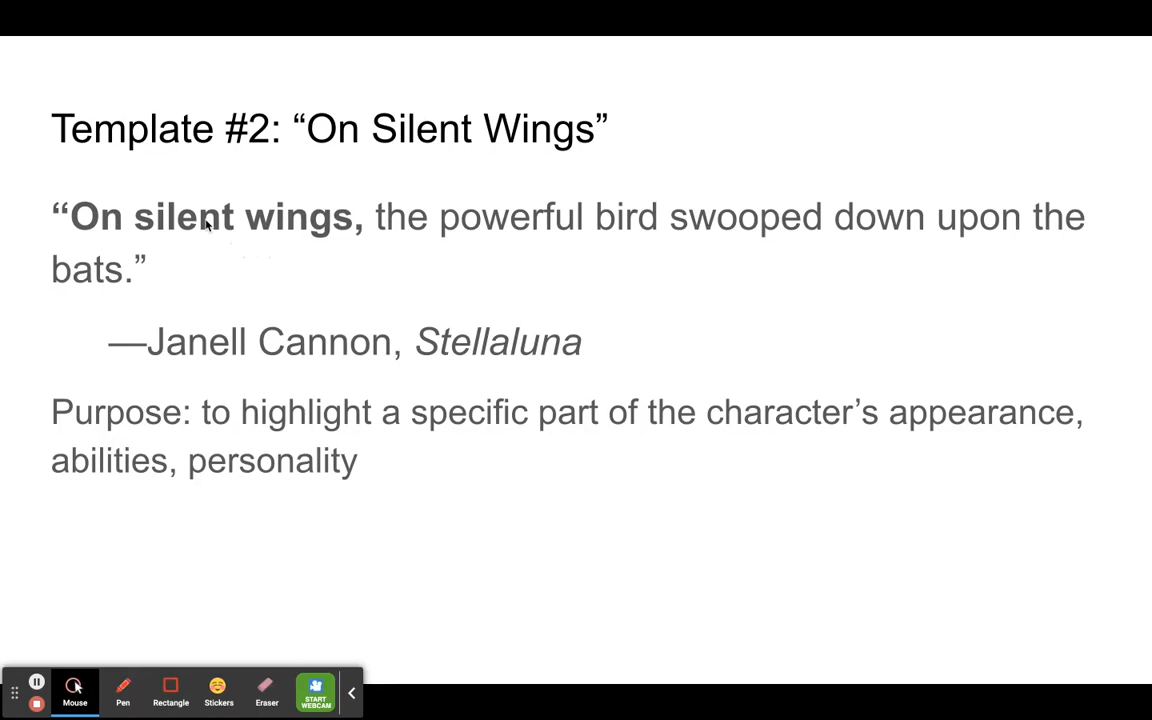 Template #2: “On Silent Wings”
“On silent wings, the powerful bird swooped down upon the
bats.”
—Janell Cannon, Stellaluna
Purpose: to highlight a specific part of the character’s appearance,
abilities, personality
Mouse
Pen
Rectangle
Stickers
Eraser
START
WEBCAM